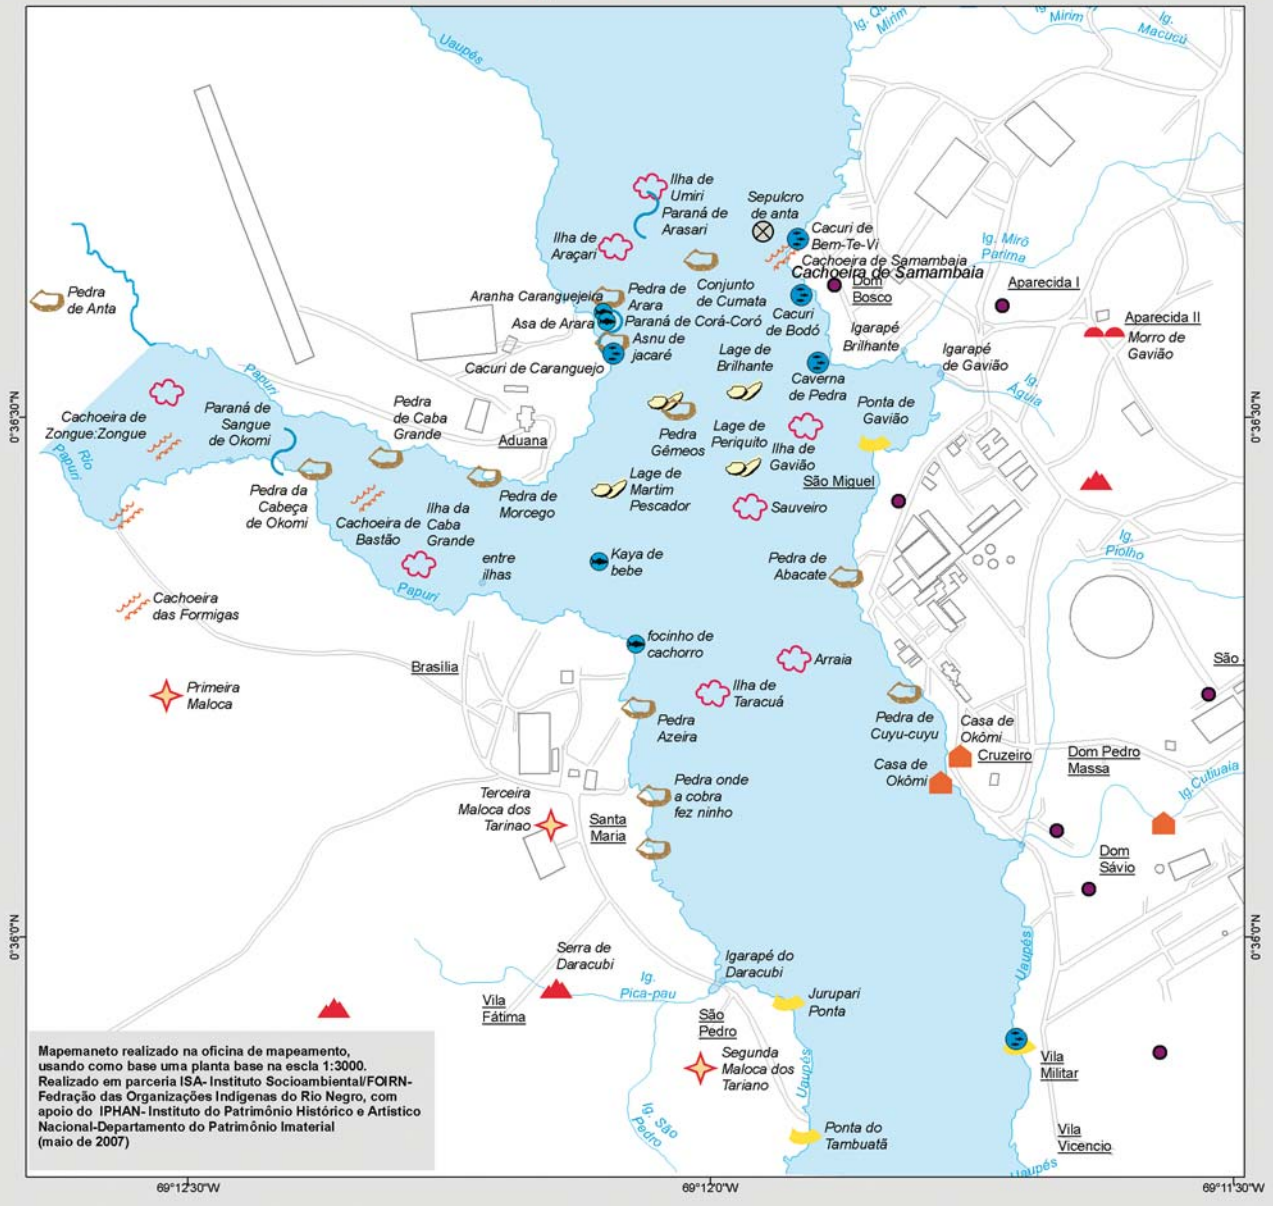 Ig. Qu
Mirim
Ig.
Mirim
Ig.
Macucú
Uaupés
Ilha de
Umiri
Paraná de
Arasari
Sepulcro
de anta
Ilha de
Araçari
Cacuri de
Bem-Te-Vi
Cachoeira de Samambaia
Cachoeira de Samambaia
Ig. Miró
Parima
Dom
Bosco
Aparecida I
Pedra
de Anta
Aranha Caranguejeira
Pedra de
Arara
Conjunto
de Cumata
Asa de Arara
Paraná de Corá-Coró
Cacuri
de Bodó
Igarapé
Brilhante
Aparecida II
Morro de
Gavião
Asnu de
jacaré
Cacuri de Caranguejo
Lage de
Brilhante
Igarapé
de Gavião
Caverna
de Pedra
Ig.
Aguia
Papuri
Cachoeira de
Zongue:Zongue
Paraná de
Sangue
de Okomi
Pedra
de Caba
Grande
Aduana
Pedra
Gêmeos
Lage de
Periquito
Ponta de
Gavião
Ilha de
Gavião
Rio
Papuri
São Miguel
Pedra da
Cabeça
de Okomi
Pedra de
Morcego
Lage de
Martim
Pescador
Sauveiro
Cachoeira de
Bastão
Ilha da
Caba
Grande
entre
ilhas
Kaya de
bebe
Pedra de
Abacate
Ig.
Piolho
Papuri
Cachoeira
das Formigas
focinho de
cachorro
Brasília
Arraia
São
Primeira
Maloca
Ilha de
Taracuá
Pedra
Azeira
Pedra de
Cuyu-cuyu
Casa de
Okômi
Cruzeiro
Casa de
Okômi
Dom Pedro
Massa
Ig.Cutiuaia
Pedra onde
a cobra
fez ninho
Terceira
Maloca dos
Tarinao
Santa
Maria
Dom
Sávio
Serra de
Daracubi
Igarapé do
Daracubi
Uaupés
Ig.
Pica-pau
Vila
Fátima
Jurupari
Ponta
São
Pedro
Segunda
Maloca dos
Tariano
Uaupés
Vila
Militar
Ig. São
Pedro
Ponta do
Tambuatã
Vila
Vicencio
Uaupés
Mapemaneto realizado na oficina de mapeamento,
usando como base uma planta base na escla 1:3000.
Realizado em parceria ISA- Instituto Socioambiental/FOIRN-
Fedração das Organizações Indígenas do Rio Negro, com
apoio do IPHAN- Instituto do Patrimônio Histórico e Artístico
Nacional-Departamento do Patrimônio Imaterial
(maio de 2007)
0°36'30"N
0°36'30"N
0°36'0"N
0°36'0"N
69°12'30"W
69°12'0"W
69°11'30"W